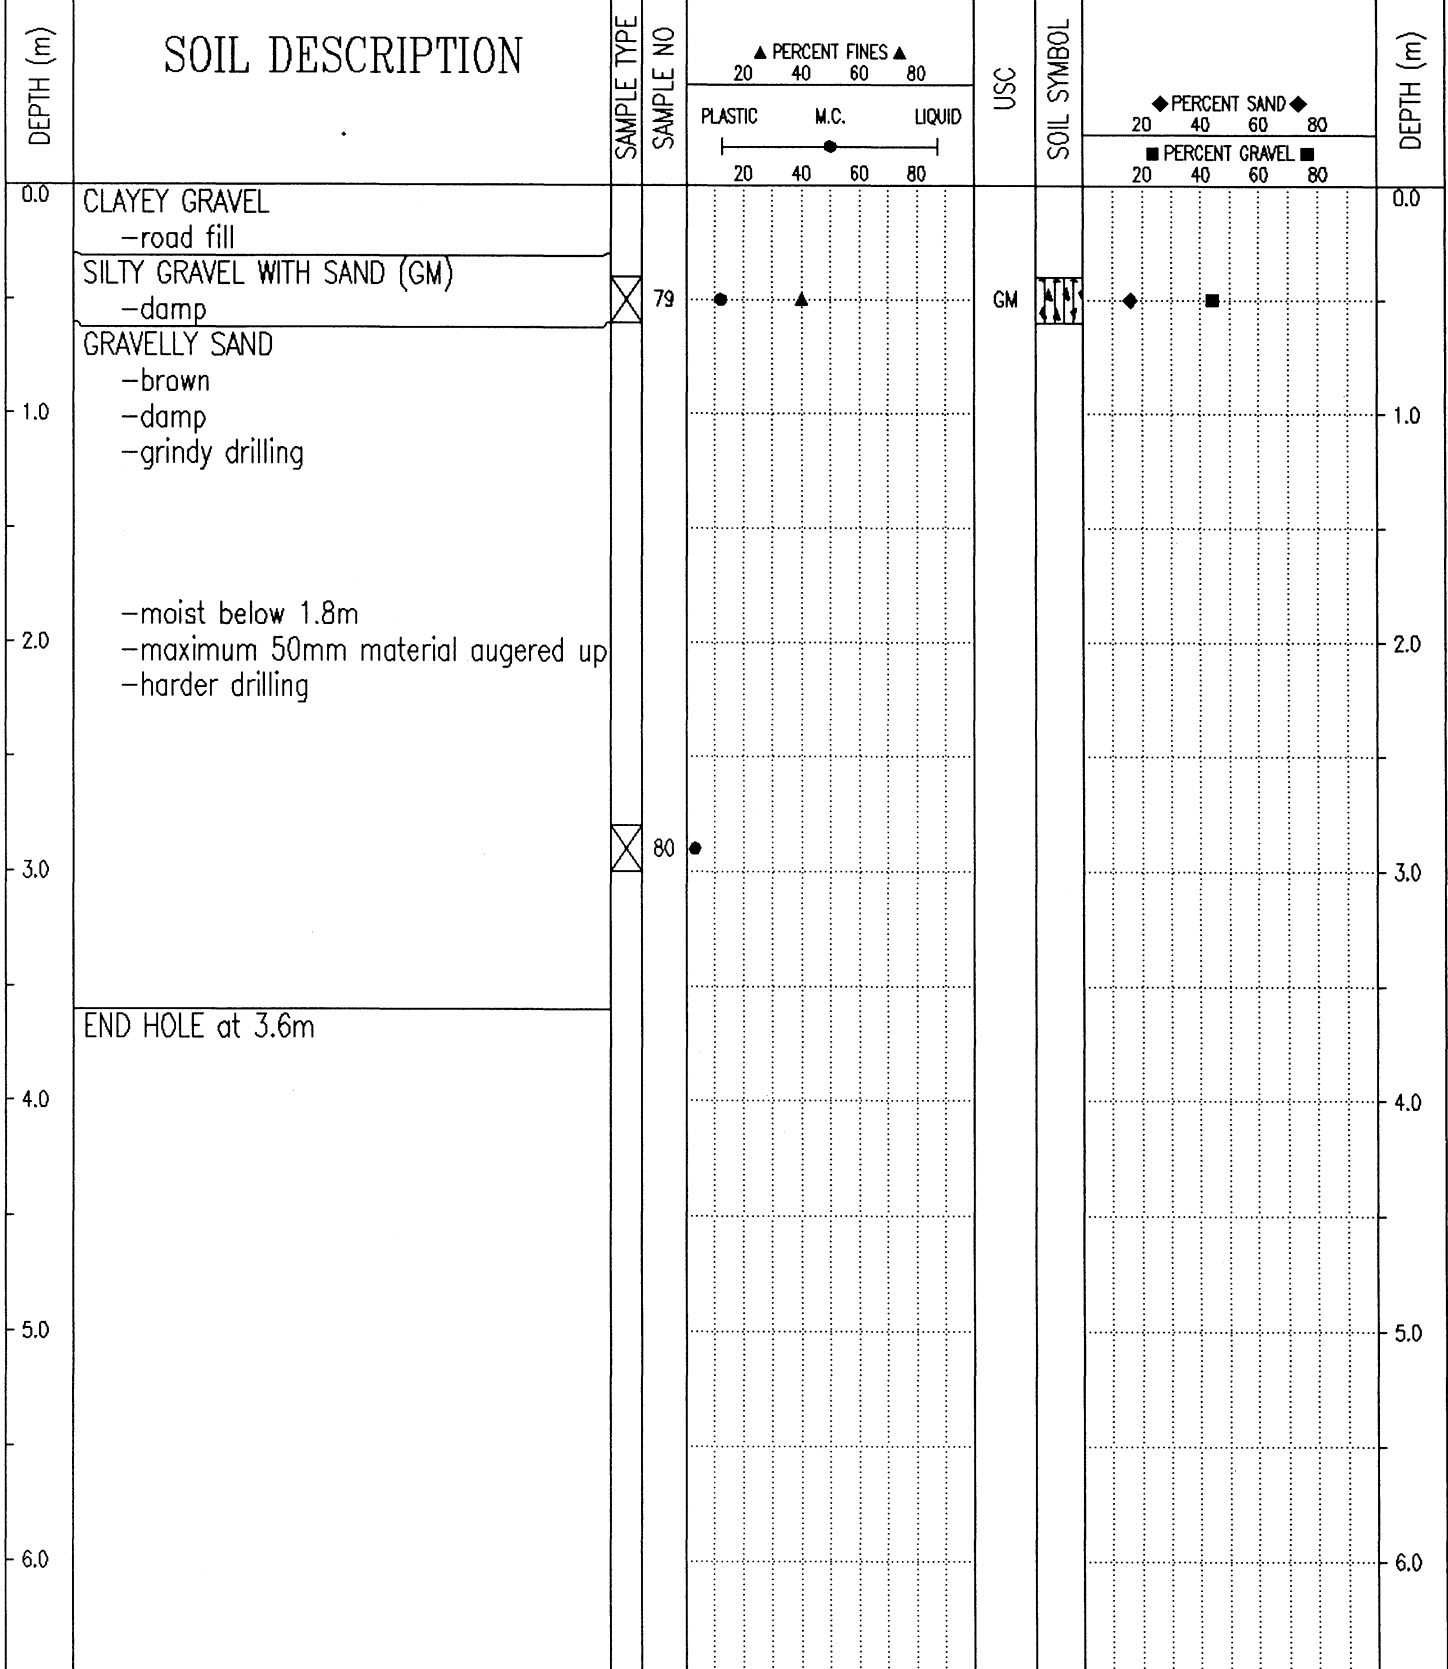 DEPTH (m)
SOIL DESCRIPTION
SAMPLE TYPE
SAMPLE NO
▲ PERCENT FINES ▲
20 40 60 80
PLASTIC M.C. LIQUID
20 40 60 80
USC
SOIL SYMBOL
◆ PERCENT SAND ◆
20 40 60 80
■ PERCENT GRAVEL ■
20 40 60 80
DEPTH (m)
0.0 0.0
CLAYEY GRAVEL
-road fill
SILTY GRAVEL WITH SAND (GM)
-damp
79 GM
GRAVELLY SAND
-brown
-damp
1.0 1.0
-grindy drilling
-moist below 1.8m
2.0 2.0
-maximum 50mm material augered up
-harder drilling
80
3.0 3.0
END HOLE at 3.6m
4.0 4.0
5.0 5.0
6.0 6.0